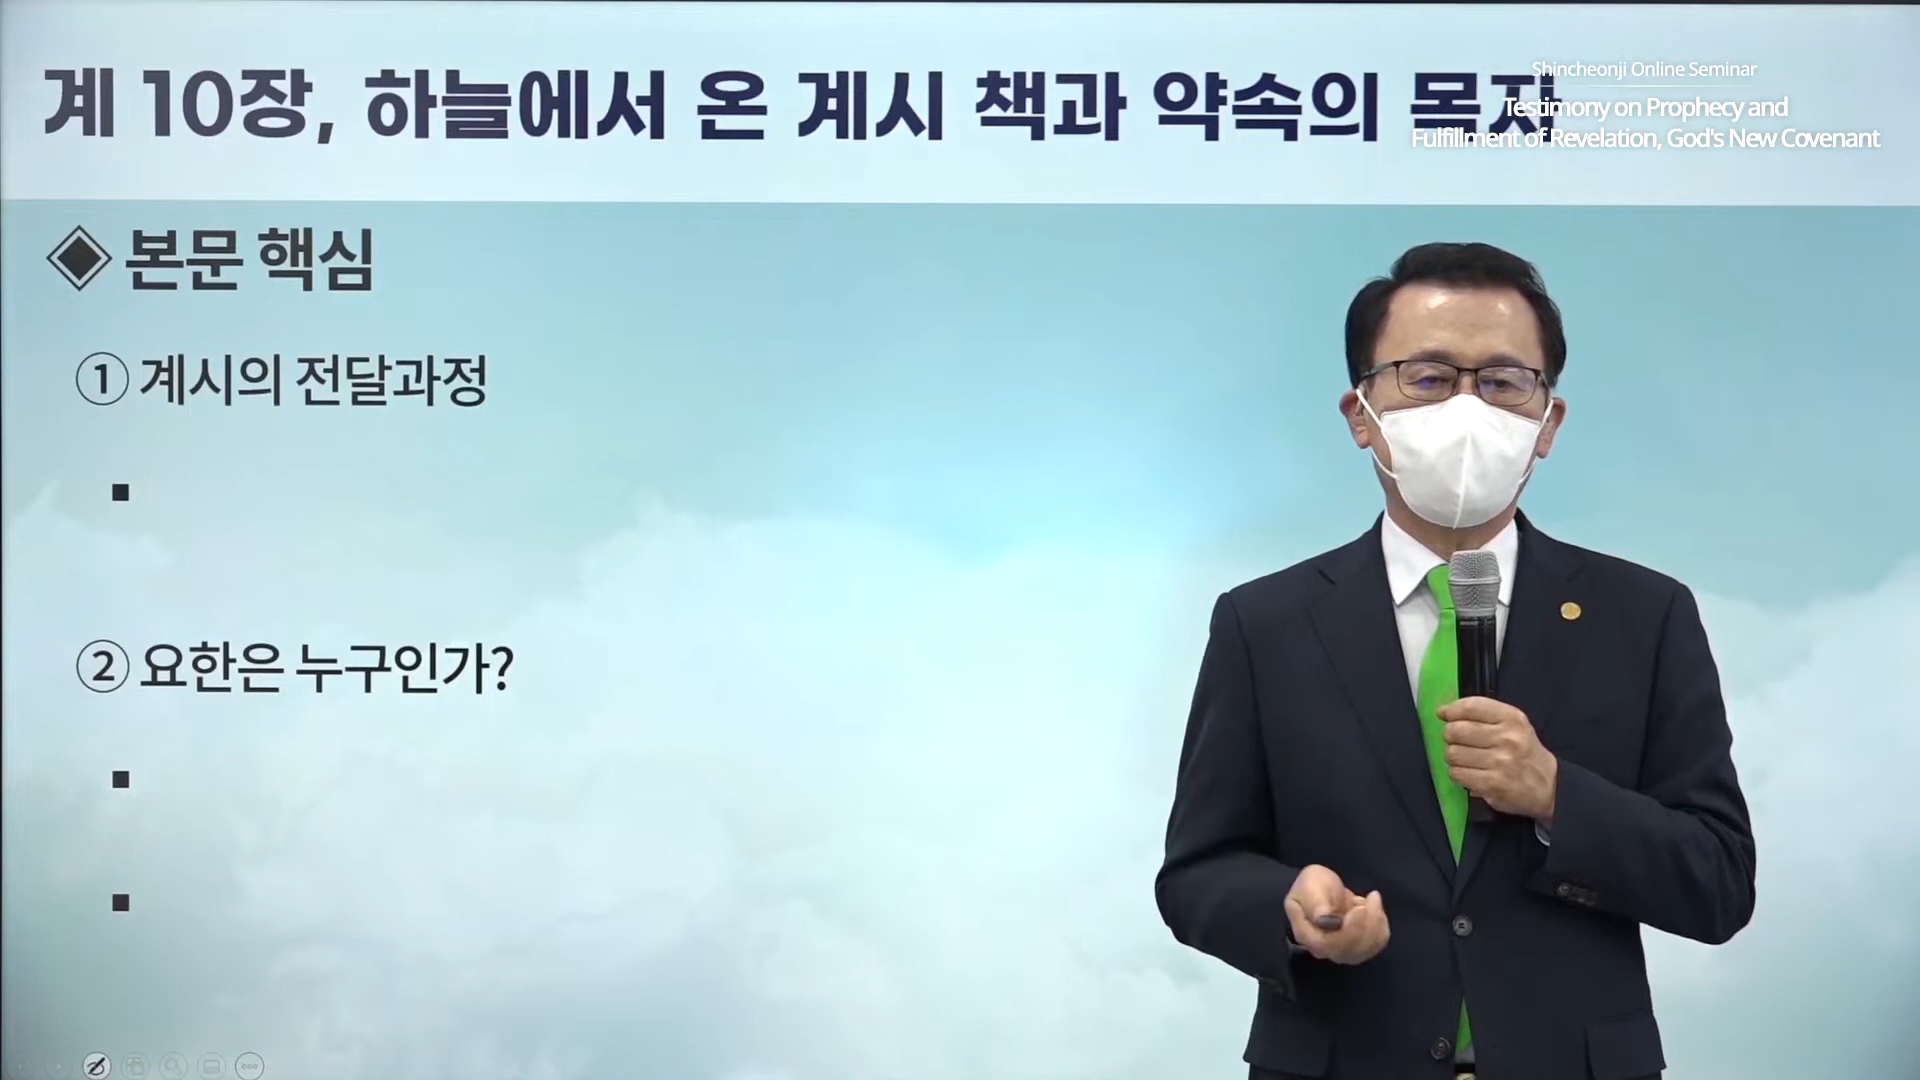 계 10장, 하늘에서 온 계시 책과 약속의 목자
Shincheonji Online Seminar
Testimony on Prophecy and
Fulfillment of Revelation, God's New Covenant
◈ 본문 핵심
① 계시의 전달과정
② 요한은 누구인가?